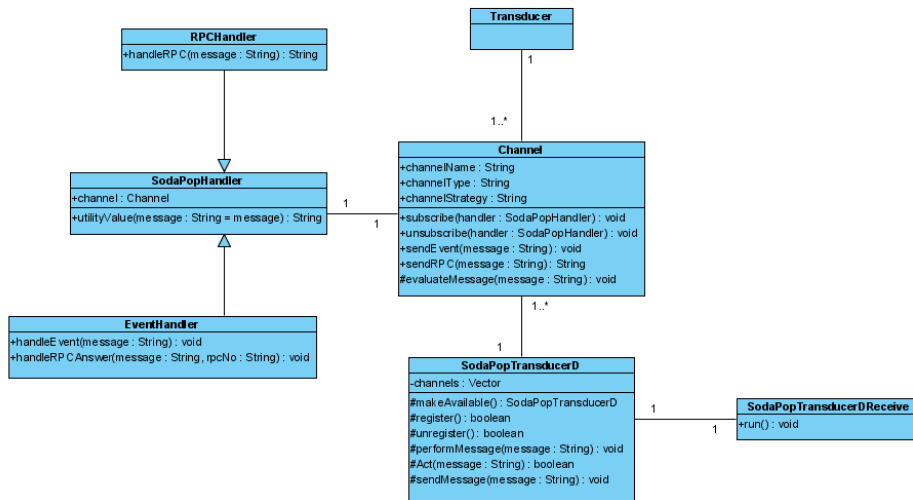 Transducer
RPCHandler
+handleRPC(message : String) : String
1
1..*
Channel
+channelName : String
+channelType : String
+channelStrategy : String
+subscribe(handler : SodaPopHandler) : void
+unsubscribe(handler : SodaPopHandler) : void
+sendEvent(message : String) : void
+sendRPC(message : String) : String
#evaluateMessage(message : String) : void
SodaPopHandler
+channel : Channel
+utilityValue(message : String = message) : String
1
1
EventHandler
+handleEvent(message : String) : void
+handleRPCAnswer(message : String, rpcNo : String) : void
1..*
1
SodaPopTransducerD
-channels : Vector
#makeAvailable() : SodaPopTransducerD
#register() : boolean
#unregister() : boolean
#performMessage(message : String) : void
#Act(message : String) : boolean
#sendMessage(message : String) : void
1
1
SodaPopTransducerDReceive
+run() : void